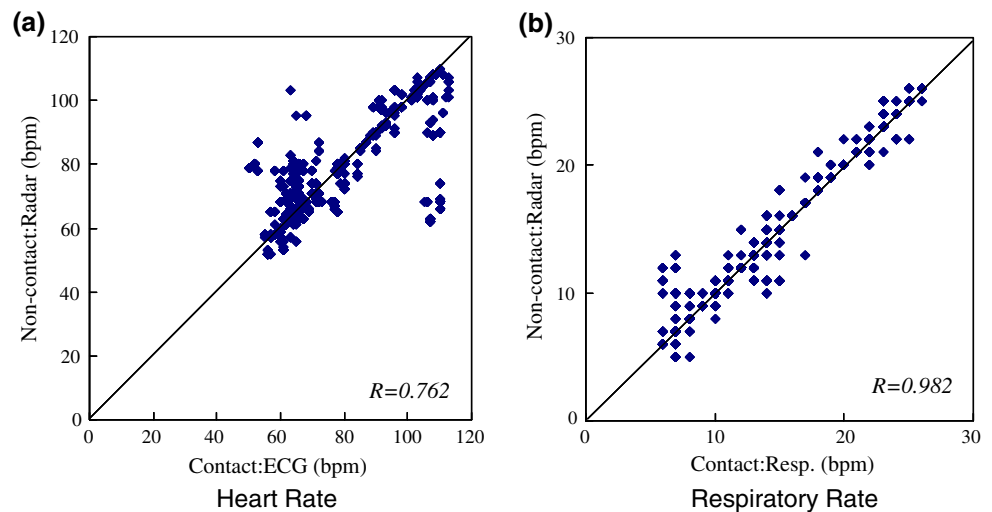 (a)
120
100
80
60
40
20
0
Non-contact:Radar (bpm)
R=0.762
0 20 40 60 80 100 120
Contact:ECG (bpm)
Heart Rate
(b)
30
20
10
0
Non-contact:Radar (bpm)
R=0.982
0 10 20 30
Contact:Resp. (bpm)
Respiratory Rate